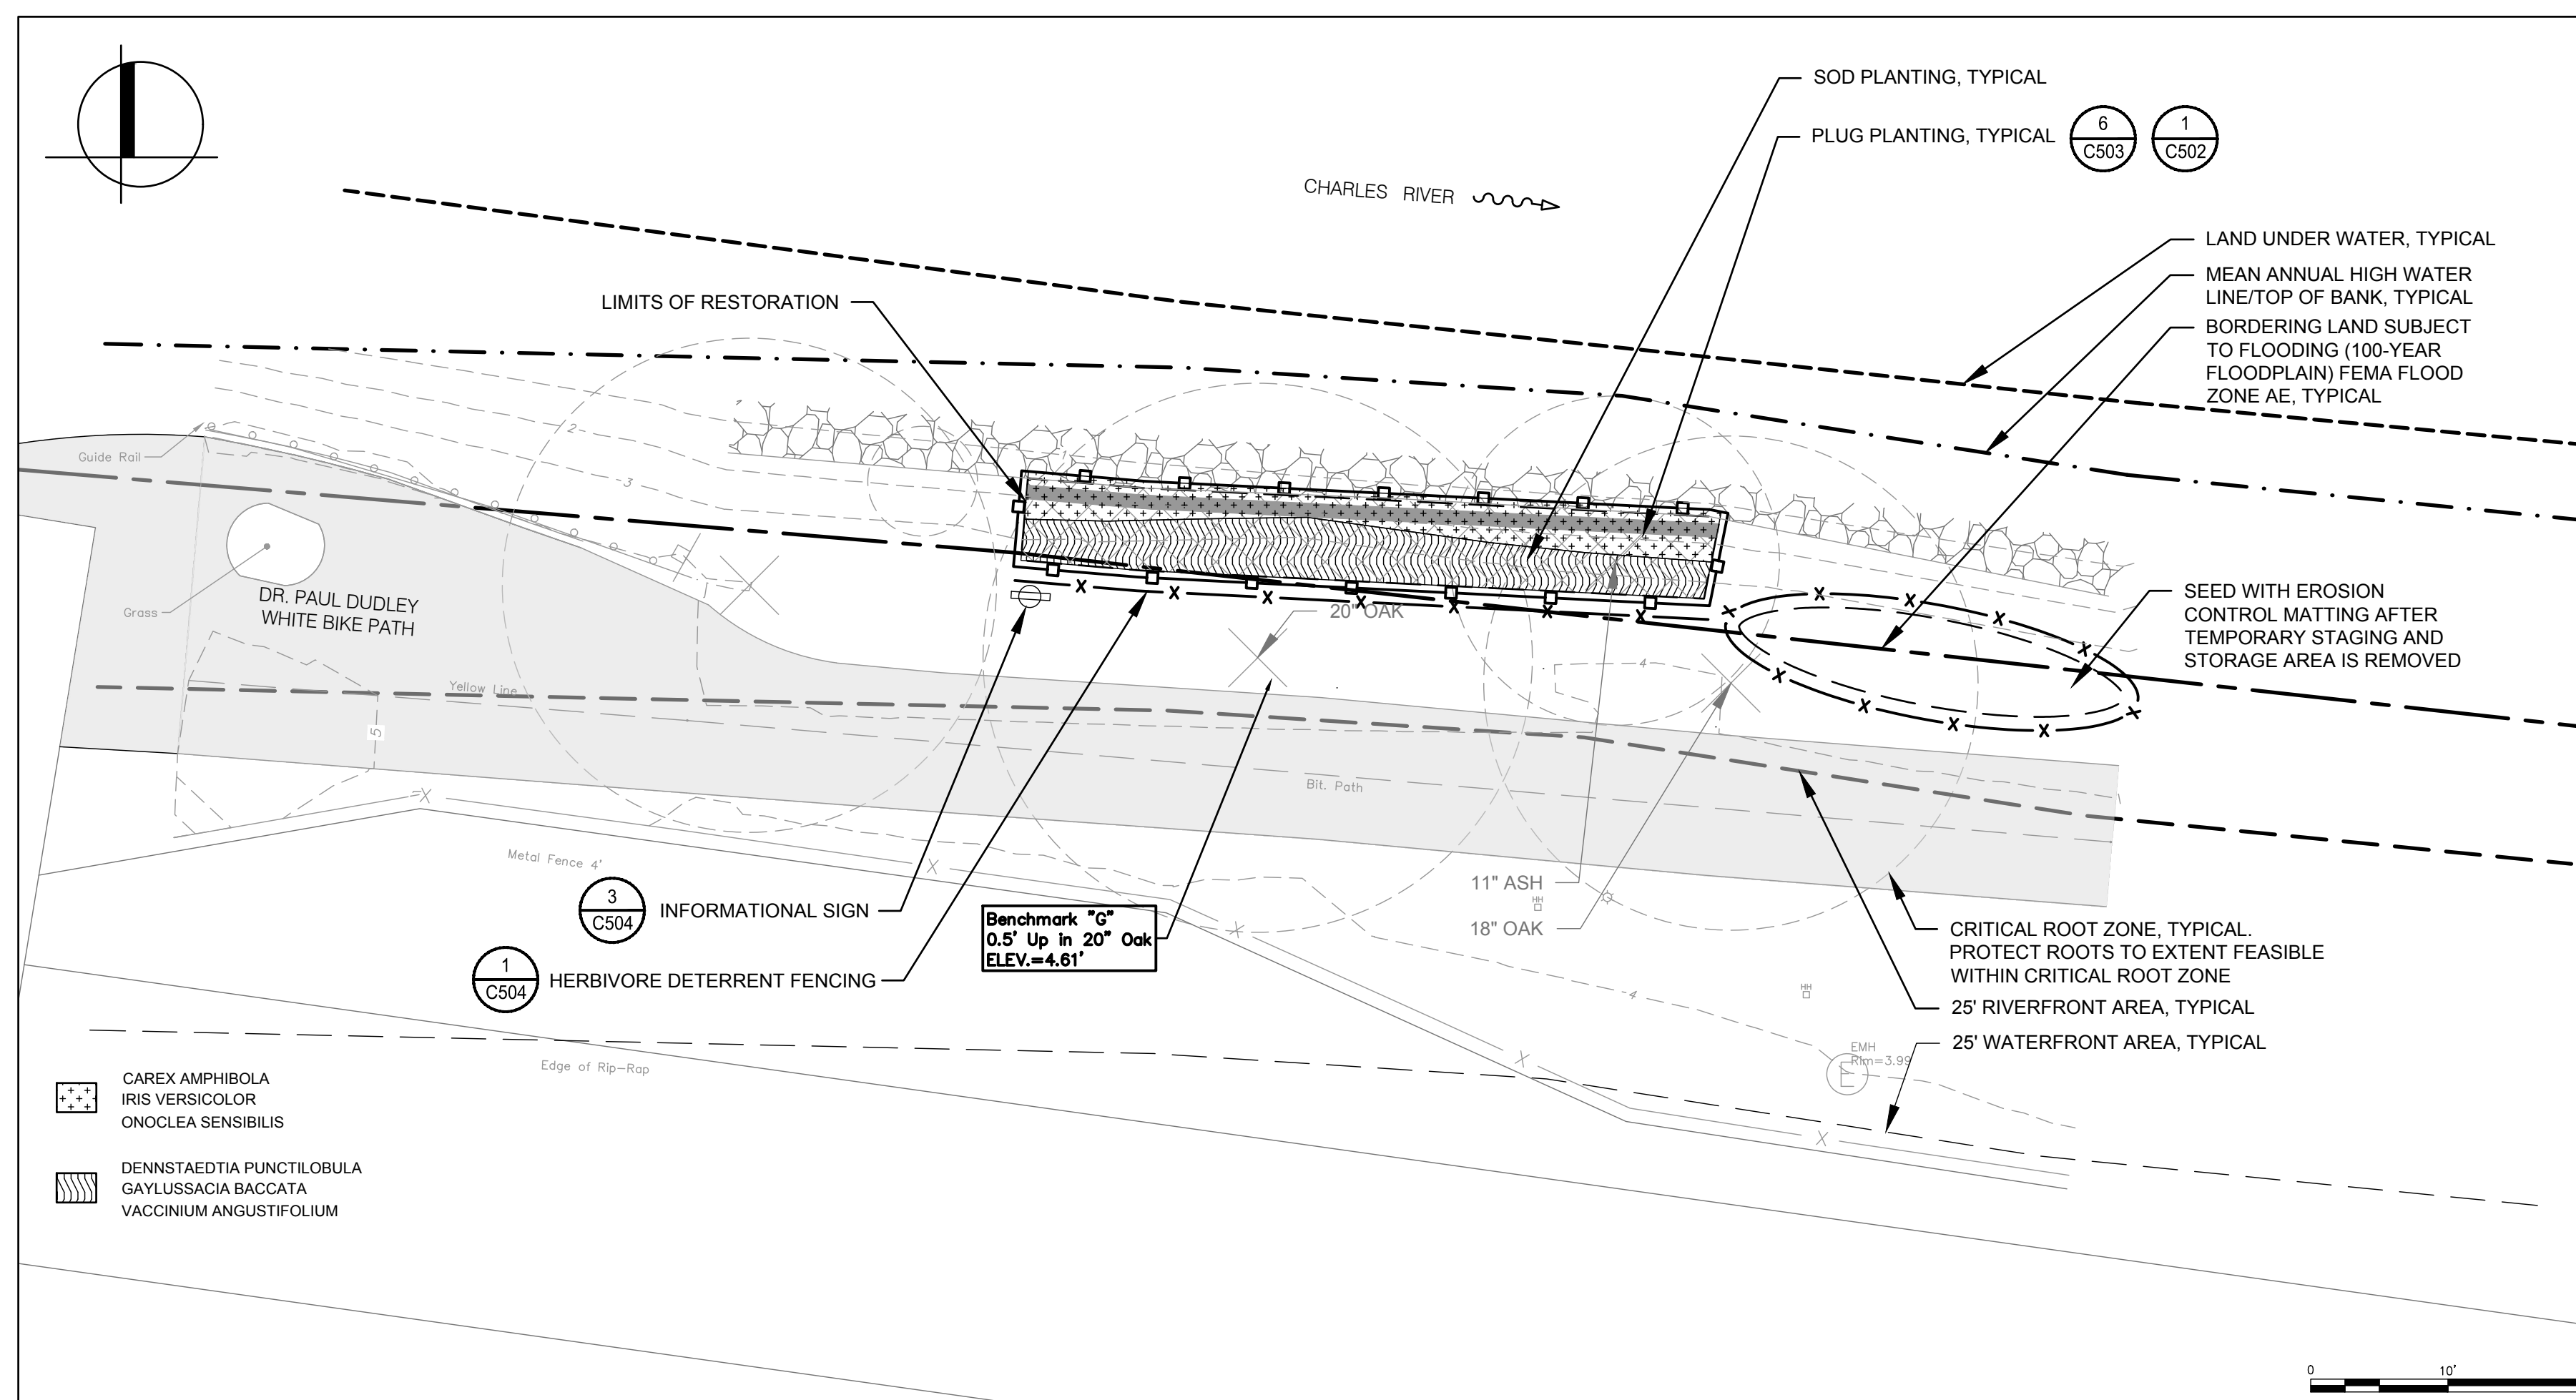 SOD PLANTING, TYPICAL
PLUG PLANTING, TYPICAL
6
C503
1
C502
CHARLES RIVER
LAND UNDER WATER, TYPICAL
MEAN ANNUAL HIGH WATER
LINE/TOP OF BANK, TYPICAL
BORDERING LAND SUBJECT
TO FLOODING (100-YEAR
FLOODPLAIN) FEMA FLOOD
ZONE AE, TYPICAL
LIMITS OF RESTORATION
2
1
Guide Rail
3
Grass
DR. PAUL DUDLEY
WHITE BIKE PATH
20" OAK
SEED WITH EROSION
CONTROL MATTING AFTER
TEMPORARY STAGING AND
STORAGE AREA IS REMOVED
4
Yellow Line
5
Bit. Path
Metal Fence 4'
11" ASH
HH
18" OAK
3
C504
INFORMATIONAL SIGN
Benchmark "G"
0.5' Up in 20" Oak
ELEV.=4.61'
1
C504
HERBIVORE DETERRENT FENCING
CRITICAL ROOT ZONE, TYPICAL.
PROTECT ROOTS TO EXTENT FEASIBLE
WITHIN CRITICAL ROOT ZONE
HH
4
25' RIVERFRONT AREA, TYPICAL
25' WATERFRONT AREA, TYPICAL
EMH
Rim=3.99
E
Edge of Rip-Rap
CAREX AMPHIBOLA
IRIS VERSICOLOR
ONOCLEA SENSIBILIS
DENNSTAEDTIA PUNCTILOBULA
GAYLUSSACIA BACCATA
VACCINIUM ANGUSTIFOLIUM
0 10'